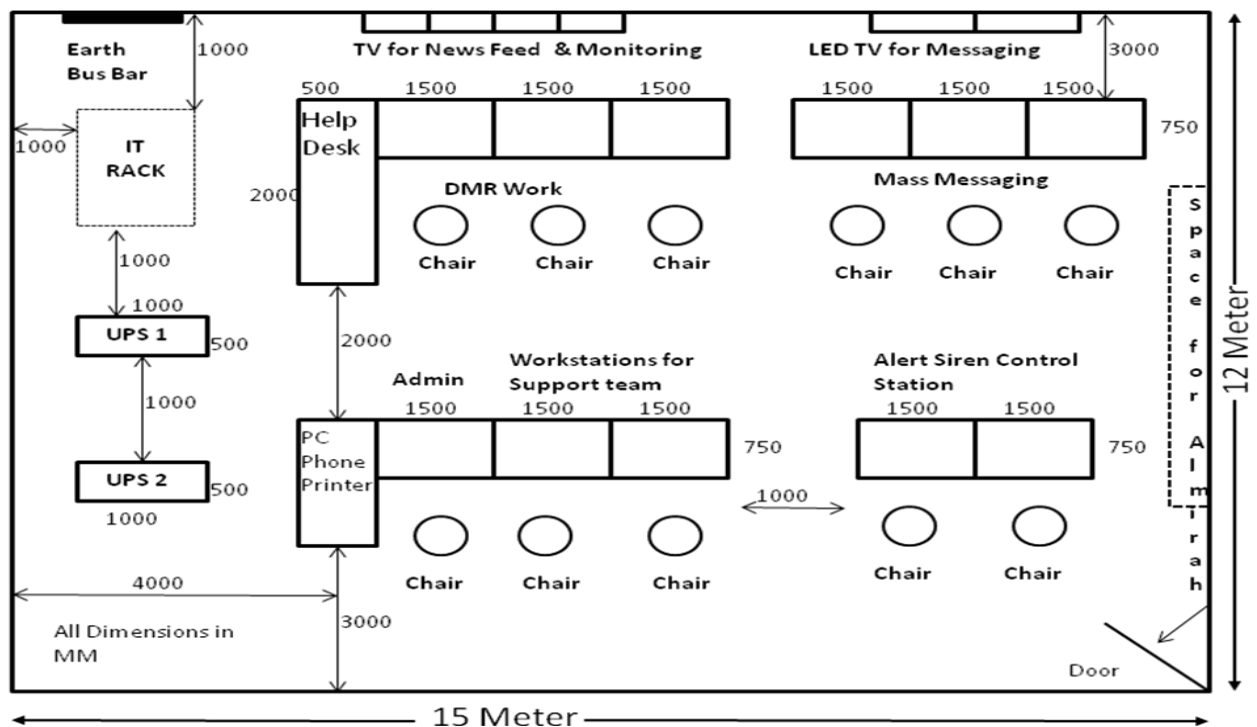 Earth
Bus Bar
1000
TV for News Feed & Monitoring
LED TV for Messaging
3000
500
1500
1500
1500
1500
1500
1500
1000
IT
RACK
Help
Desk
750
2000
DMR Work
Mass Messaging
Chair
Chair
Chair
Chair
Chair
Chair
Space for Almirah
1000
1000
UPS 1
500
2000
12 Meter
1000
Admin
Workstations for
Support team
Alert Siren Control
Station
1500
1500
1500
1500
1500
PC
Phone
Printer
750
750
UPS 2
500
1000
1000
Chair
Chair
Chair
Chair
Chair
4000
3000
All Dimensions in
MM
Door
15 Meter